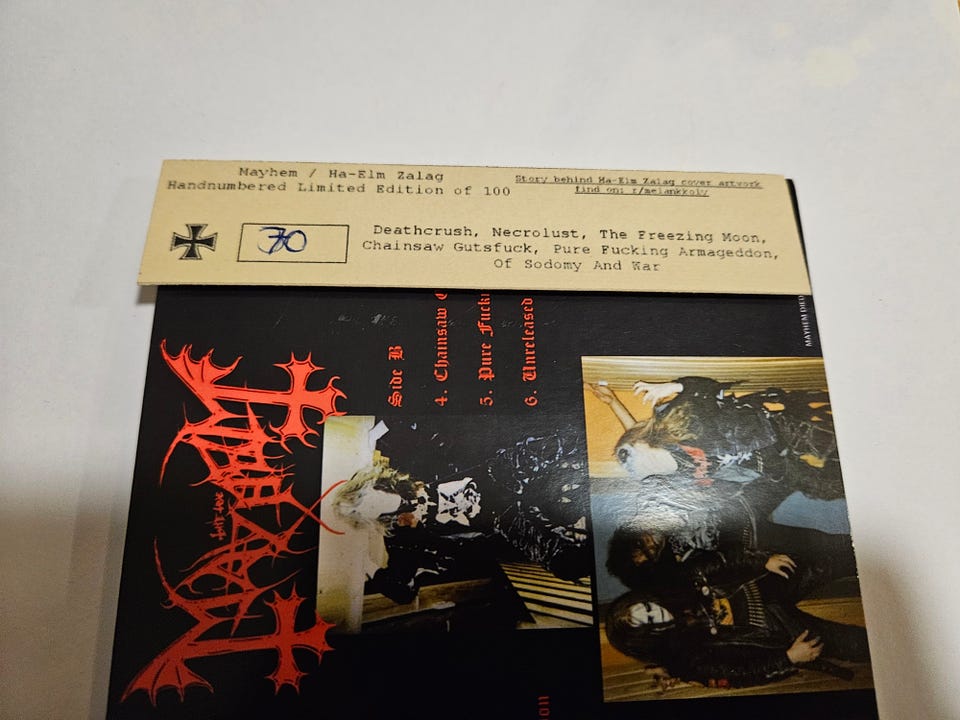 Mayhem / Ha-Elm Zalag
Handnumbered Limited Edition of 100
Story behind Ha-Elm Zalag cover artwork
find on: r/melankkoly
70
Deathcrush, Necrolust, The Freezing Moon,
Chainsaw Gutsfuck, Pure Fucking Armageddon,
Of Sodomy And War
Side B
4. Chainsaw G
5. Pure Fucki
6. Unreleased
MAYHEM DIED
MAYHEM